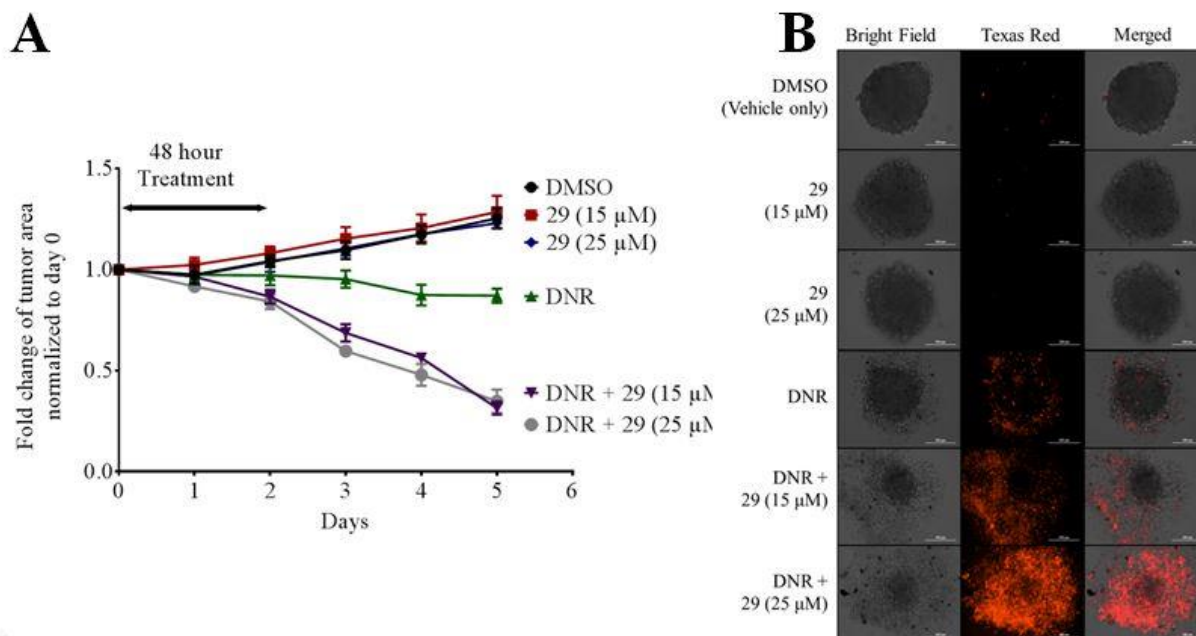 A
48 hour
Treatment
Fold change of tumor area
normalized to day 0
1.5
1.0
0.5
0.0
0 1 2 3 4 5 6
Days
DMSO
29 (15 μM)
29 (25 μM)
DNR
DNR + 29 (15 μM
DNR + 29 (25 μM
B
Bright Field Texas Red Merged
DMSO
(Vehicle only)
29
(15 μM)
29
(25 μM)
DNR
DNR +
29 (15 μM)
DNR +
29 (25 μM)